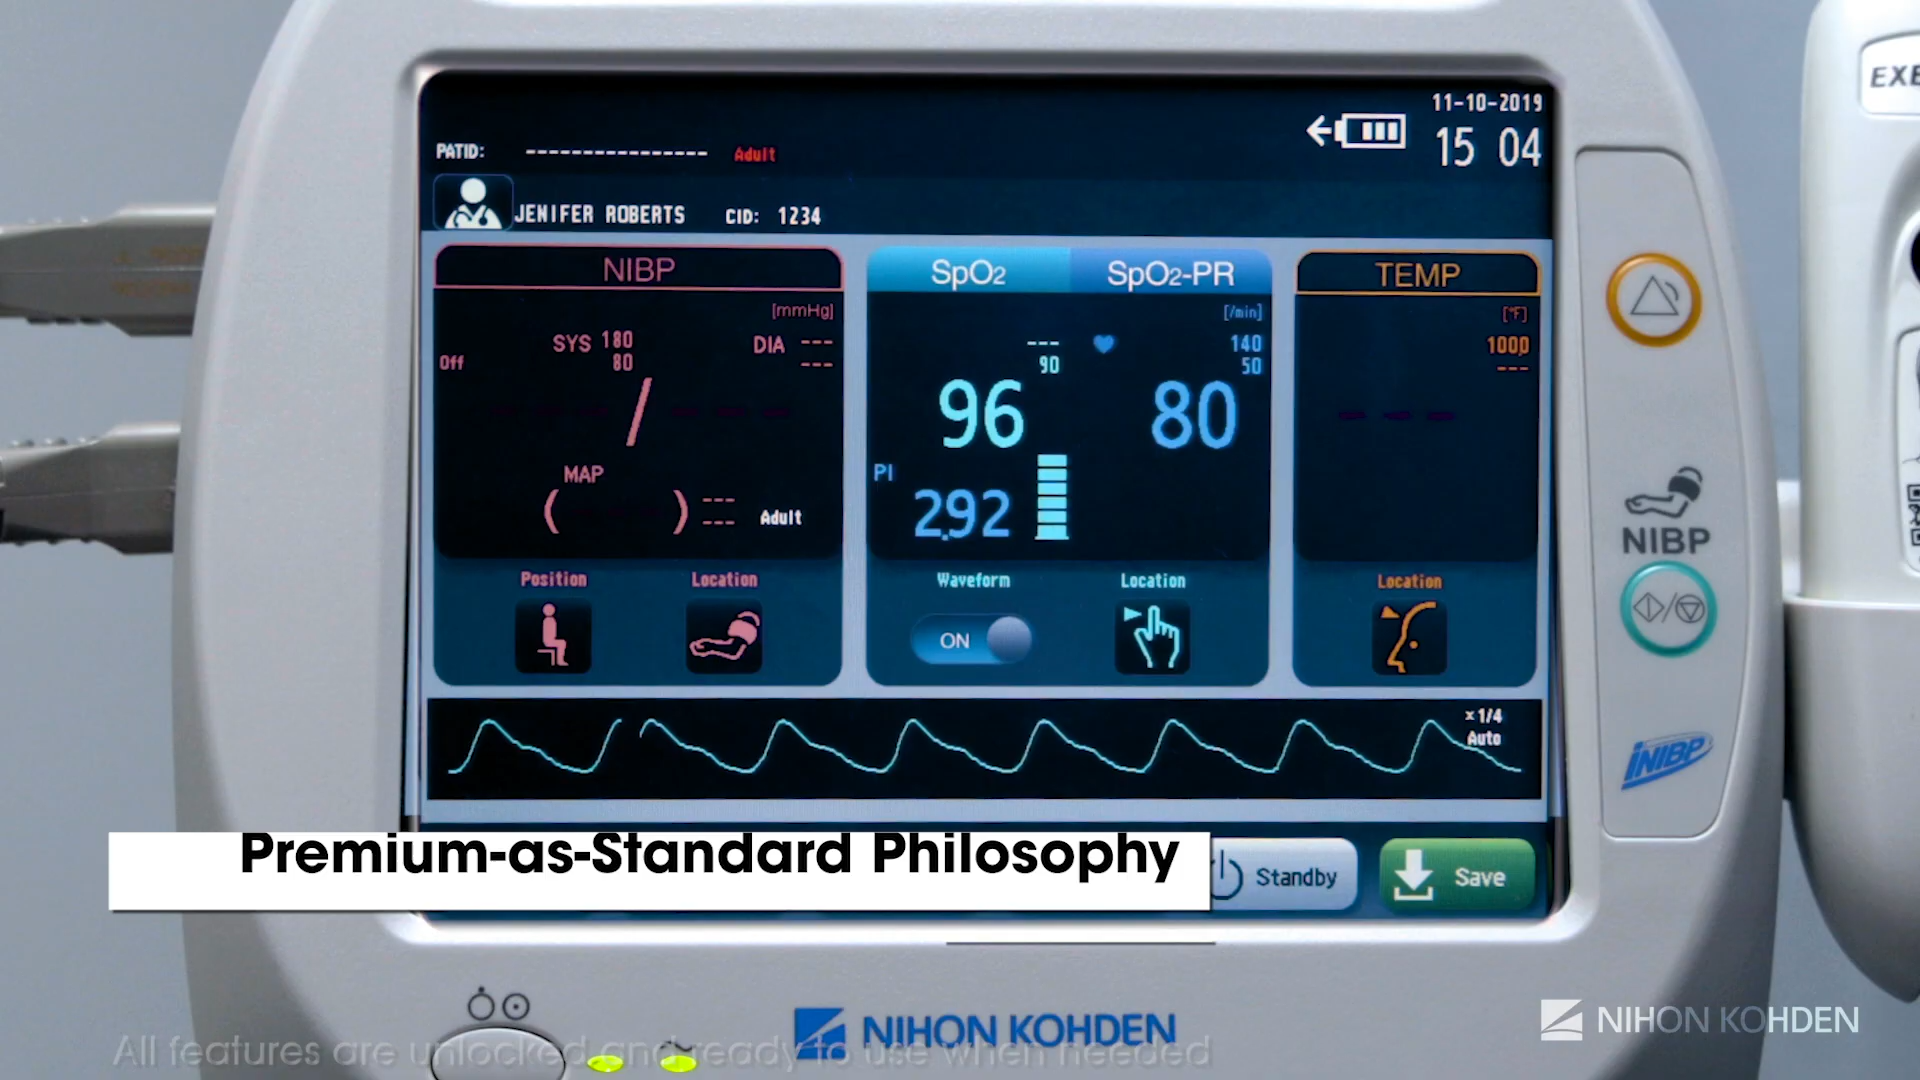 11-10-2019
15 04
PATID: --------------- Adult
JENIFER ROBERTS CID: 1234
NIBP
[mmHg]
Off
SYS 180
80
DIA ---
---
/
MAP
( ) ---
---
Adult
Position
Location
SpO2
SpO2-PR
[/min]
---
90
140
50
96
80
PI
2.92
Waveform
ON
Location
TEMP
[°F]
100.0
---
Location
x1/4
Auto
Standby
Save
NIBP
iNIBP
Premium-as-Standard Philosophy
NIHON KOHDEN
All features are unlocked and ready to use when needed
NIHON KOHDEN